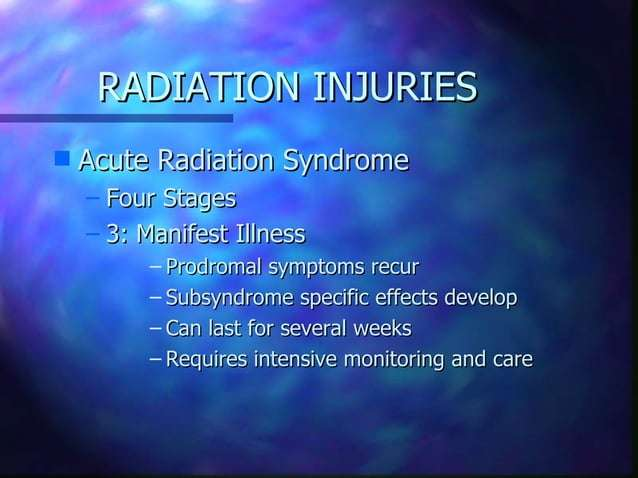 RADIATION INJURIES
Acute Radiation Syndrome
– Four Stages
– 3: Manifest Illness
– Prodromal symptoms recur
– Subsyndrome specific effects develop
– Can last for several weeks
– Requires intensive monitoring and care